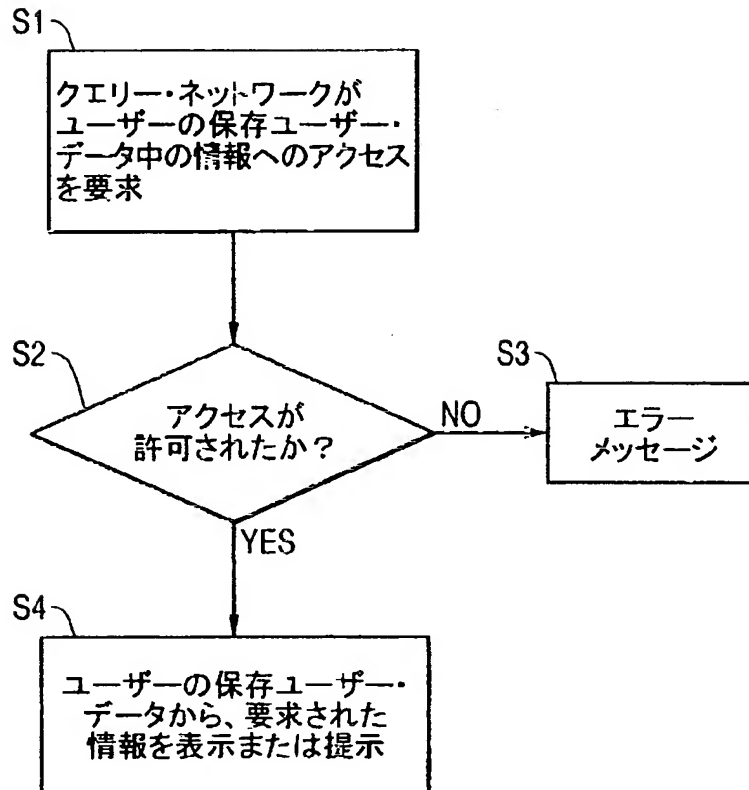 S1
クエリー・ネットワークが
ユーザーの保存ユーザー・
データ中の情報へのアクセス
を要求
S2
アクセスが
許可されたか？
NO
S3
エラー
メッセージ
YES
S4
ユーザーの保存ユーザー・
データから、要求された
情報を表示または提示